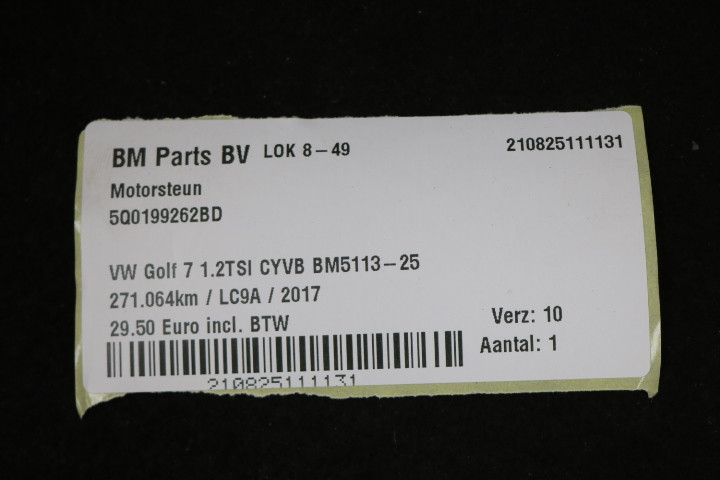 BM Parts BV LOK 8-49 210825111131
Motorsteun
5Q0199262BD
VW Golf 7 1.2TSI CYVB BM5113-25
271.064km / LC9A / 2017
29.50 Euro incl. BTW
Verz: 10
Aantal: 1
210825111131